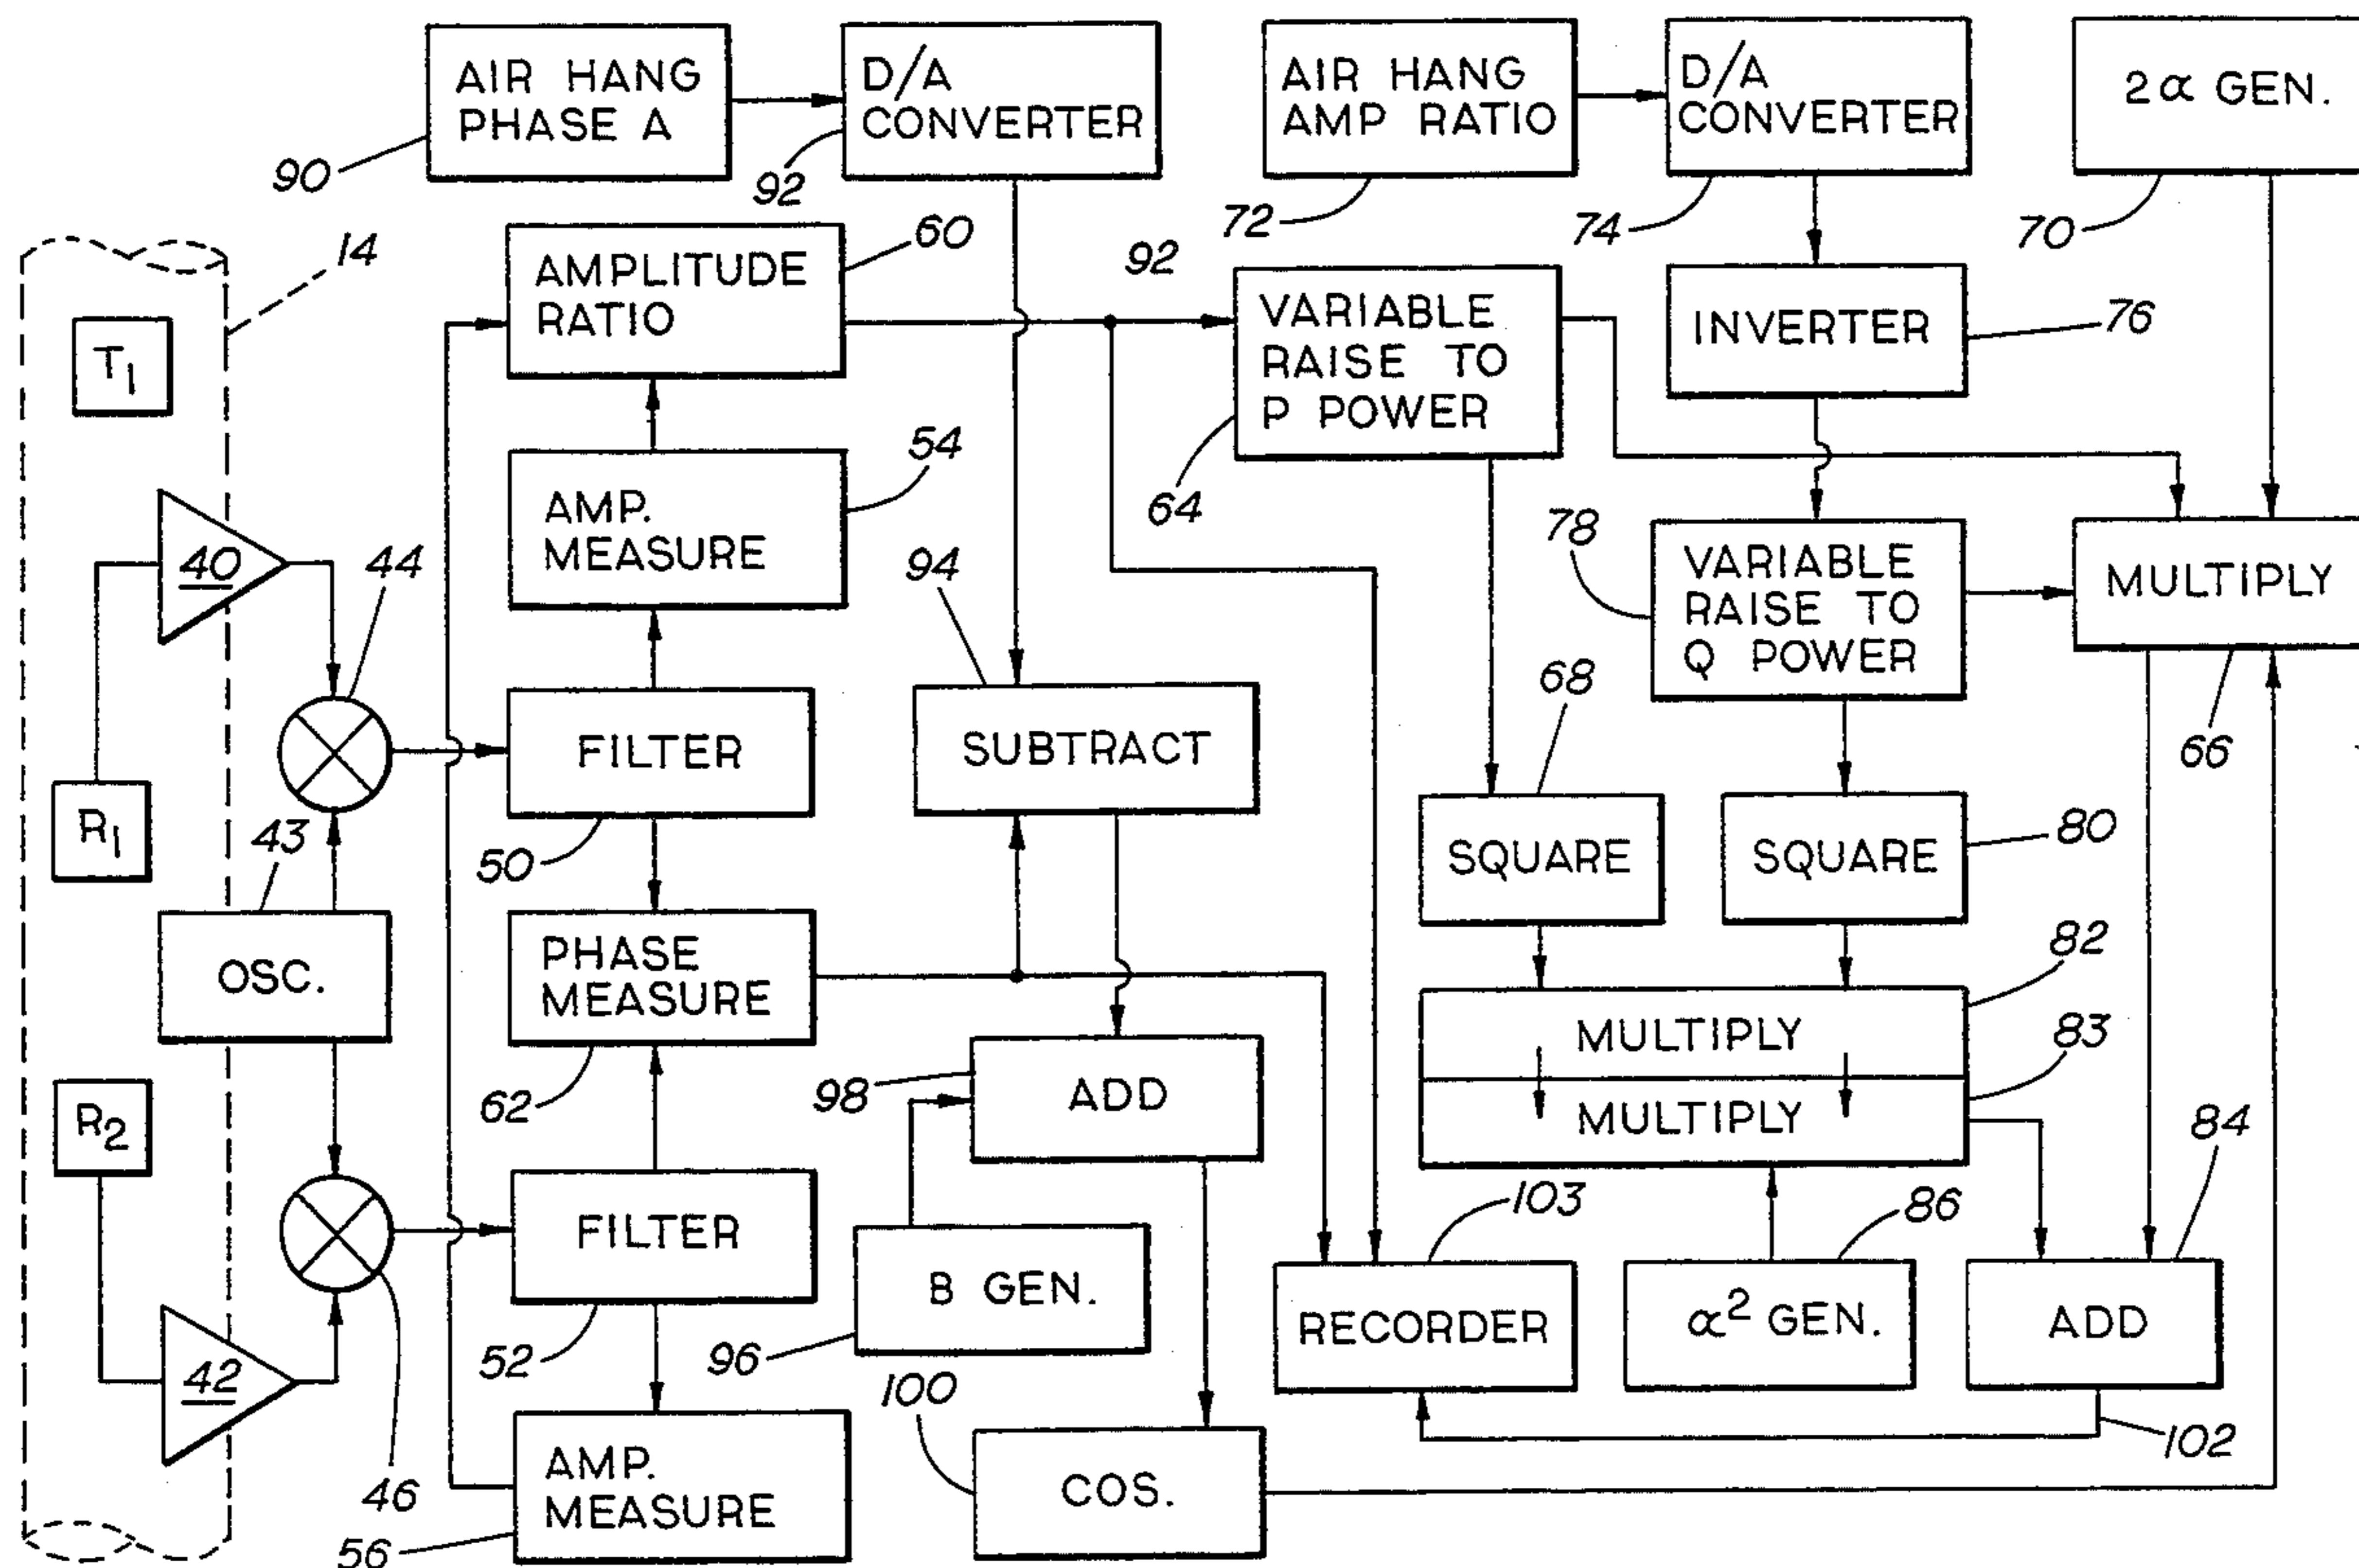 AIR HANG
PHASE A
90
D/A
CONVERTER
92
AIR HANG
AMP RATIO
72
D/A
CONVERTER
74
2α GEN.
70
14
T1
AMPLITUDE
RATIO
60
92
VARIABLE
RAISE TO
P POWER
64
INVERTER
76
AMP.
MEASURE
54
40
44
94
78
VARIABLE
RAISE TO
Q POWER
MULTIPLY
66
FILTER
50
SUBTRACT
68
SQUARE
SQUARE
80
R1
43
OSC.
PHASE
MEASURE
62
82
MULTIPLY
83
MULTIPLY
98
ADD
R2
84
103
86
FILTER
52
B GEN.
96
RECORDER
α2 GEN.
ADD
102
42
46
100
COS.
AMP.
MEASURE
56